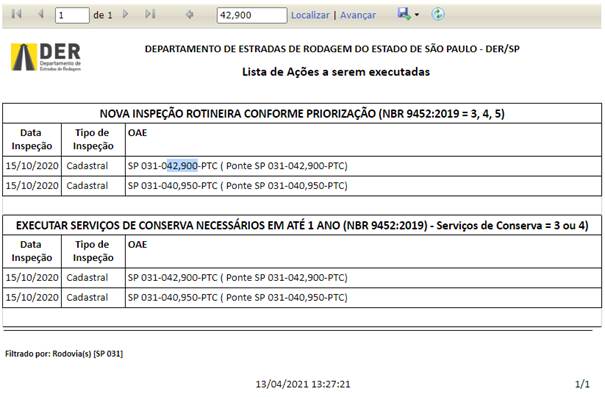 1 de 1 42,900 Localizar | Avançar
DER
Departamento de
Estradas de Rodagem
DEPARTAMENTO DE ESTRADAS DE RODAGEM DO ESTADO DE SÃO PAULO - DER/SP
Lista de Ações a serem executadas
NOVA INSPEÇÃO ROTINEIRA CONFORME PRIORIZAÇÃO (NBR 9452:2019 = 3, 4, 5)
Data Inspeção Tipo de Inspeção OAE
15/10/2020 Cadastral SP 031-042,900-PTC ( Ponte SP 031-042,900-PTC)
15/10/2020 Cadastral SP 031-040,950-PTC ( Ponte SP 031-040,950-PTC)
EXECUTAR SERVIÇOS DE CONSERVA NECESSÁRIOS EM ATÉ 1 ANO (NBR 9452:2019) - Serviços de Conserva = 3 ou 4)
Data Inspeção Tipo de Inspeção OAE
15/10/2020 Cadastral SP 031-042,900-PTC ( Ponte SP 031-042,900-PTC)
15/10/2020 Cadastral SP 031-040,950-PTC ( Ponte SP 031-040,950-PTC)
Filtrado por: Rodovia(s) [SP 031]
13/04/2021 13:27:21 1/1